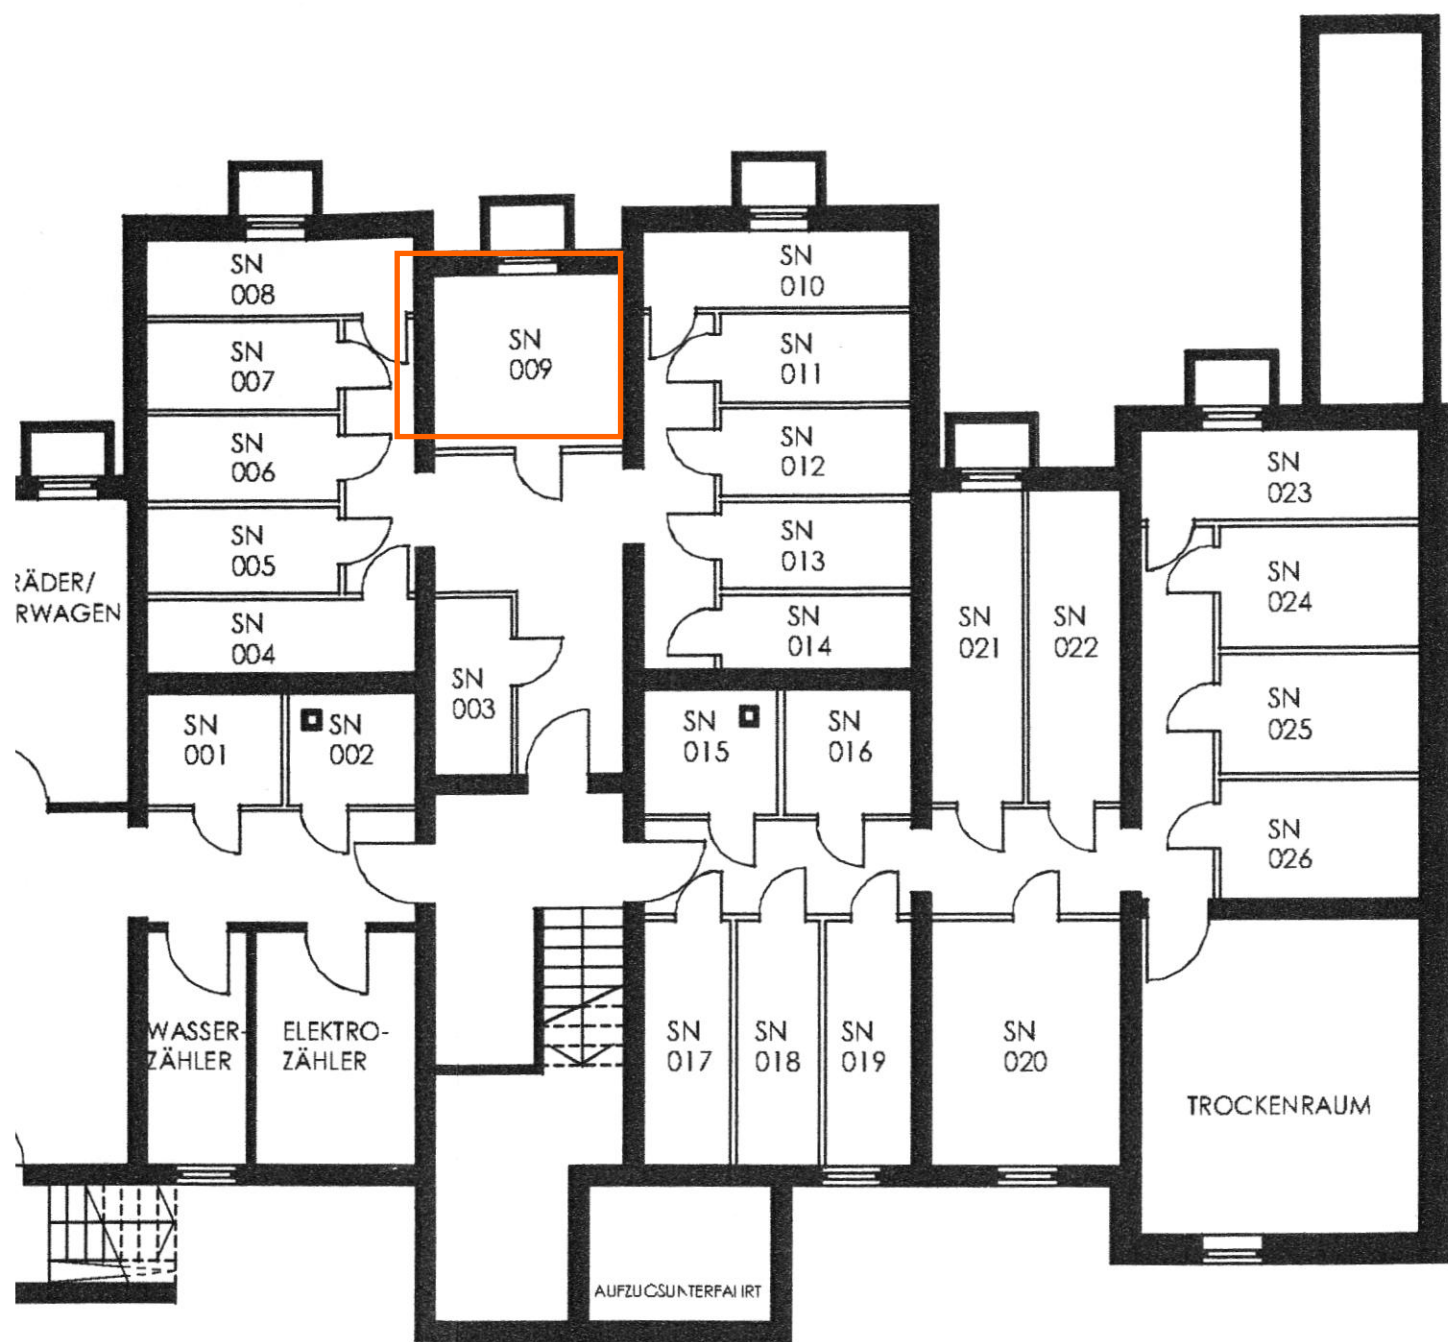 SN
008
SN
007
SN
006
SN
005
SN
004
SN
009
SN
003
SN
010
SN
011
SN
012
SN
013
SN
014
SN
001
SN
002
SN
015
SN
016
SN
021
SN
022
SN
023
SN
024
SN
025
SN
026
RÄDER/
RWAGEN
WASSER-
ZÄHLER
ELEKTRO-
ZÄHLER
SN
017
SN
018
SN
019
SN
020
TROCKENRAUM
AUFZUGSUNTERFAHRT